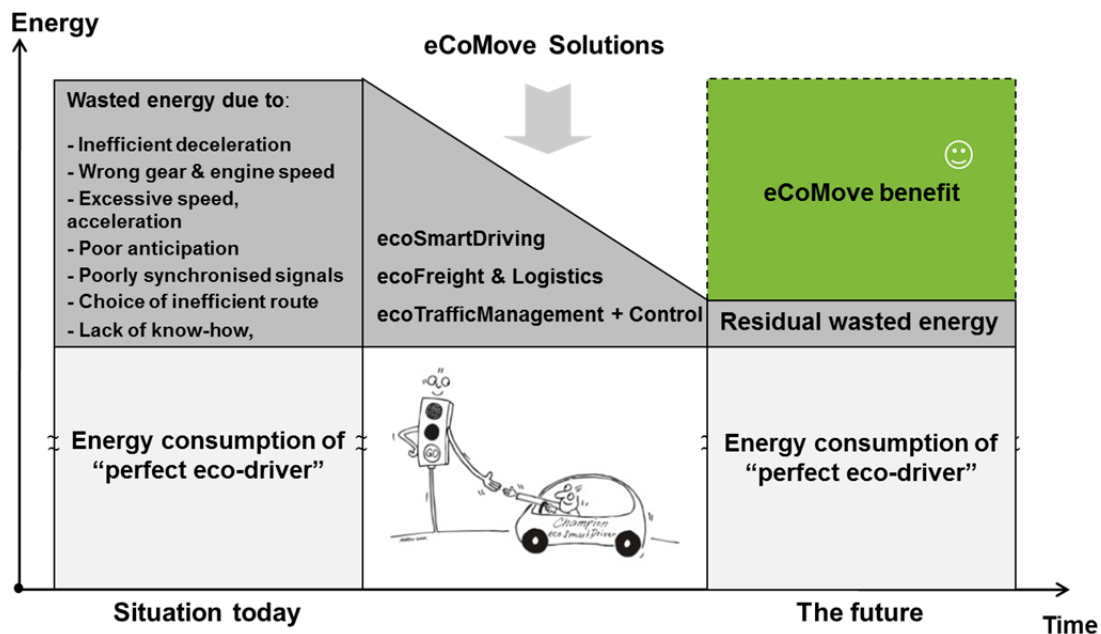 Energy
eCoMove Solutions
Wasted energy due to:
- Inefficient deceleration
- Wrong gear & engine speed
- Excessive speed,
acceleration
- Poor anticipation
- Poorly synchronised signals
- Choice of inefficient route
- Lack of know-how,
ecoSmartDriving
ecoFreight & Logistics
ecoTrafficManagement + Control
eCoMove benefit
Residual wasted energy
Energy consumption of
“perfect eco-driver”
GO
Champion
ecoSmartDriver
Energy consumption of
“perfect eco-driver”
Situation today
The future
Time